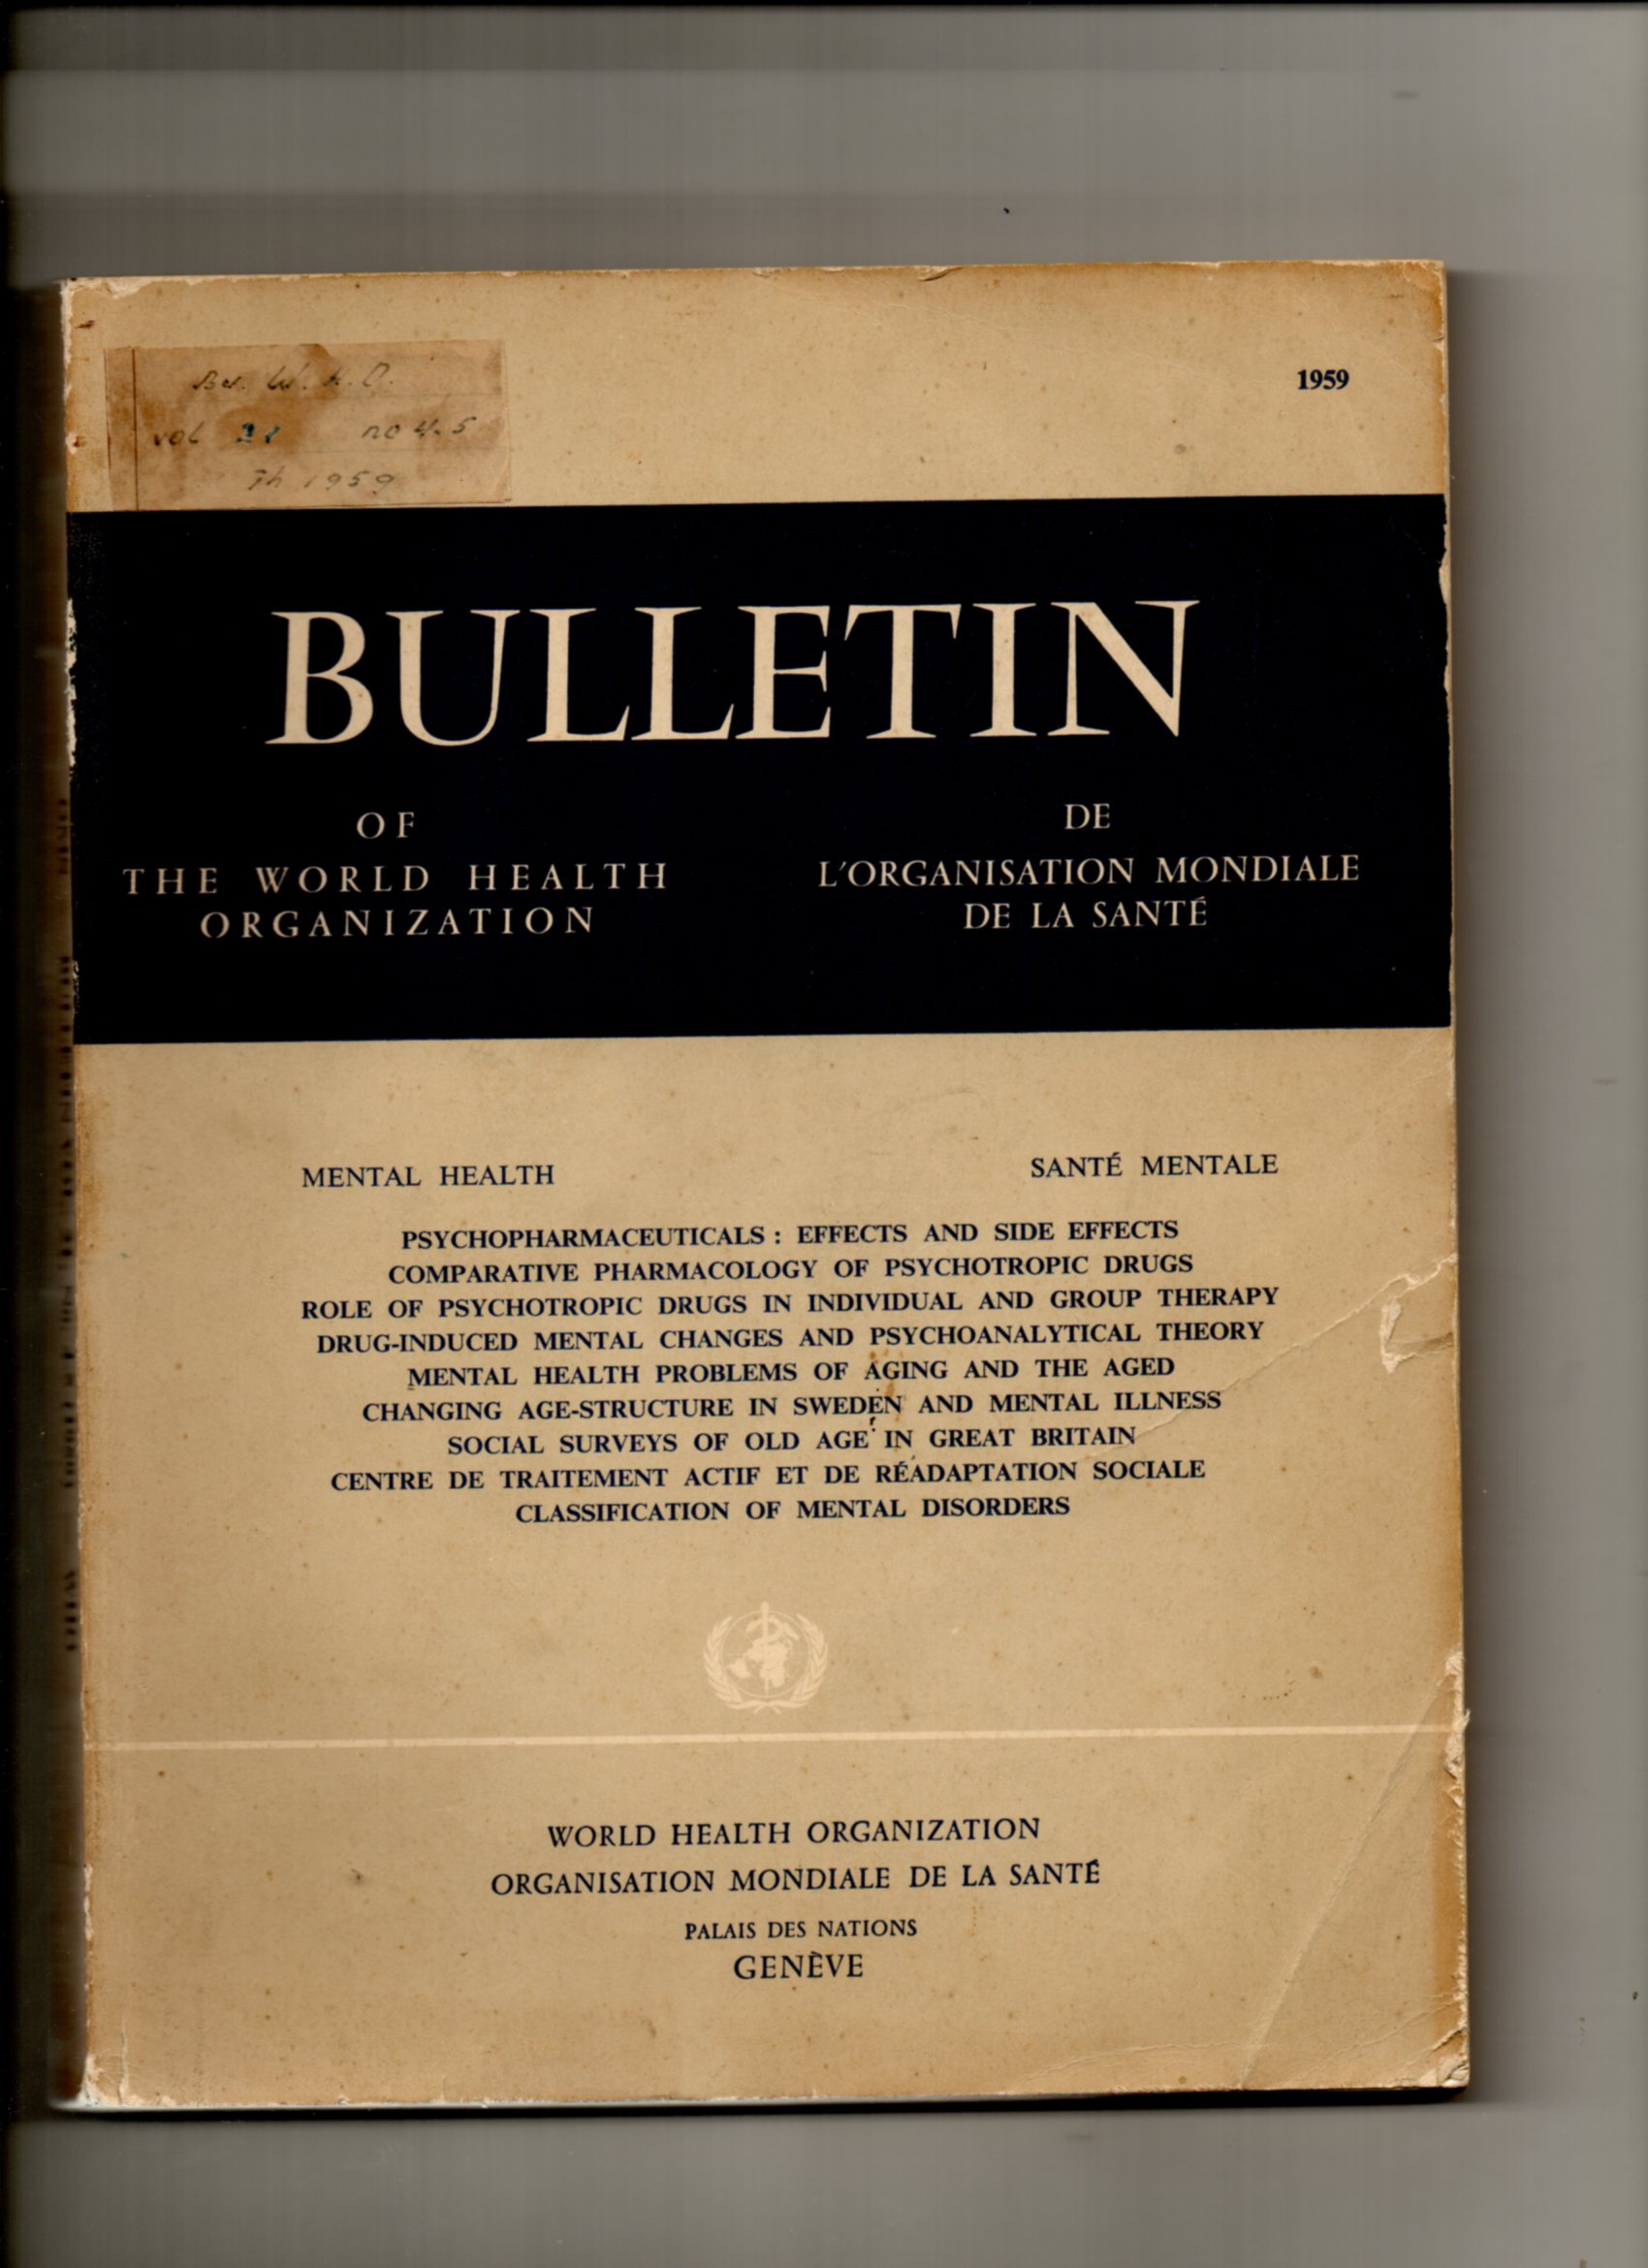 W. H. O.
vol 21 no 4-5
Th 1959
1959
BULLETIN
OF
THE WORLD HEALTH
ORGANIZATION
DE
L'ORGANISATION MONDIALE
DE LA SANTÉ
MENTAL HEALTH
SANTÉ MENTALE
PSYCHOPHARMACEUTICALS : EFFECTS AND SIDE EFFECTS
COMPARATIVE PHARMACOLOGY OF PSYCHOTROPIC DRUGS
ROLE OF PSYCHOTROPIC DRUGS IN INDIVIDUAL AND GROUP THERAPY
DRUG-INDUCED MENTAL CHANGES AND PSYCHOANALYTICAL THEORY
MENTAL HEALTH PROBLEMS OF AGING AND THE AGED
CHANGING AGE-STRUCTURE IN SWEDEN AND MENTAL ILLNESS
SOCIAL SURVEYS OF OLD AGE IN GREAT BRITAIN
CENTRE DE TRAITEMENT ACTIF ET DE RÉADAPTATION SOCIALE
CLASSIFICATION OF MENTAL DISORDERS
WORLD HEALTH ORGANIZATION
ORGANISATION MONDIALE DE LA SANTÉ
PALAIS DES NATIONS
GENÈVE